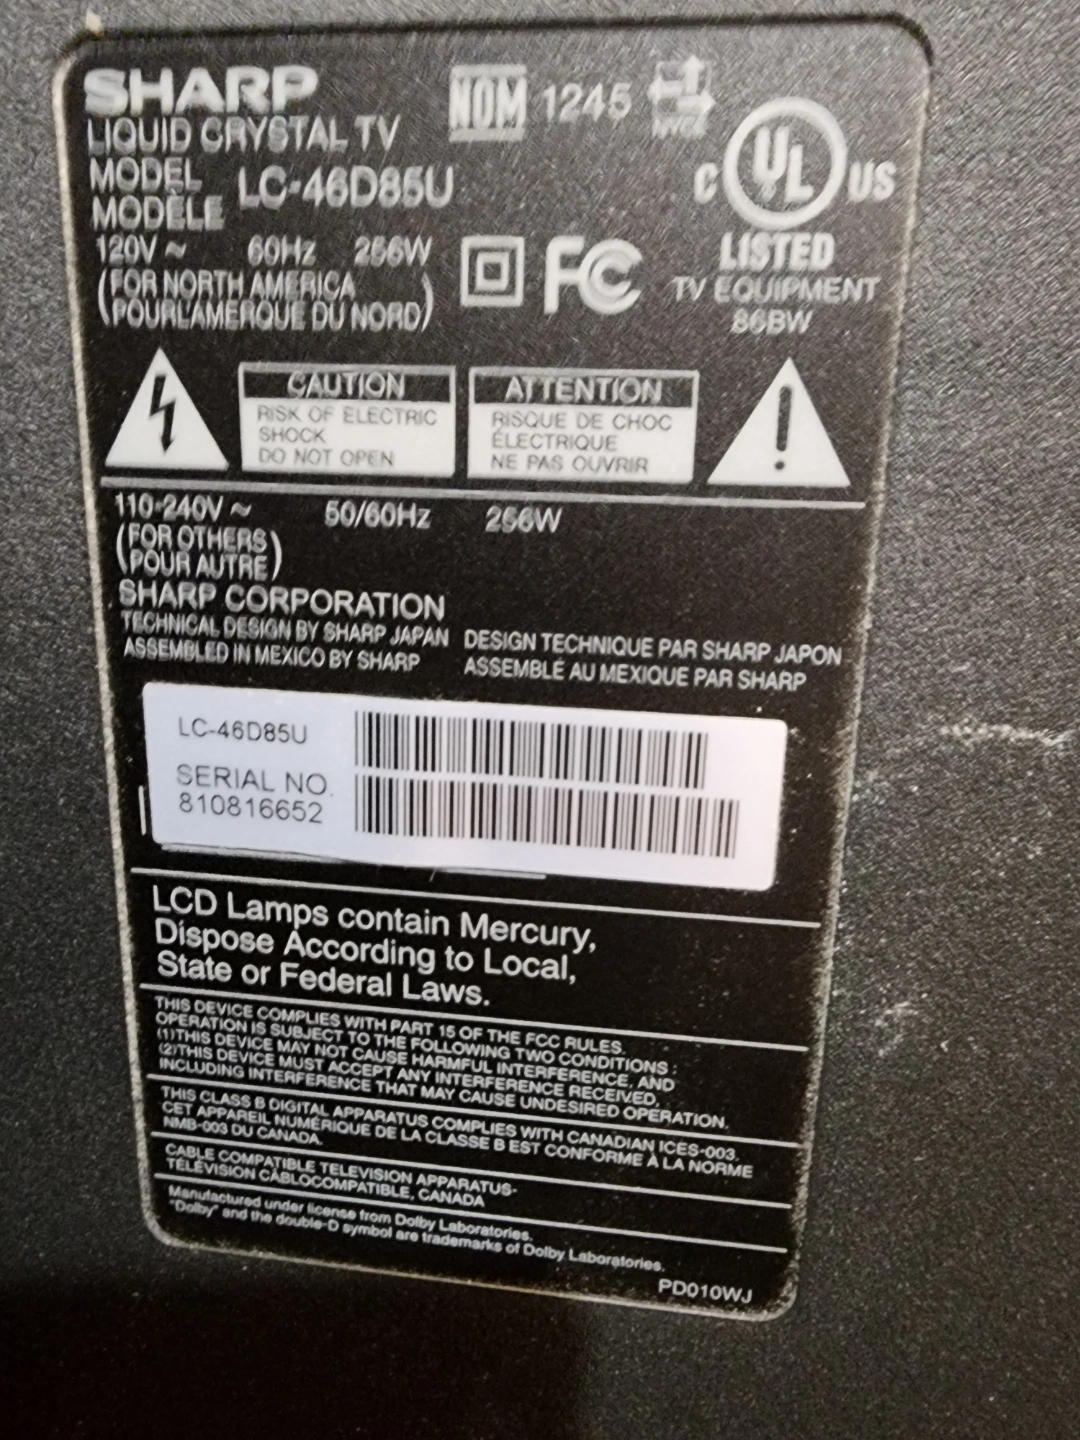 SHARP
LIQUID CRYSTAL TV
MODEL
MODÈLE
LC-46D85U
120V ~ 60Hz 256W
(FOR NORTH AMERICA
POUR L'AMERQUE DU NORD)
NOM 1245
C UL US
LISTED
TV EQUIPMENT
86BW
FC
CAUTION
RISK OF ELECTRIC
SHOCK
DO NOT OPEN
ATTENTION
RISQUE DE CHOC
ÉLECTRIQUE
NE PAS OUVRIR
110-240V ~ 50/60Hz 256W
(FOR OTHERS
POUR AUTRE)
SHARP CORPORATION
TECHNICAL DESIGN BY SHARP JAPAN
ASSEMBLED IN MEXICO BY SHARP
DESIGN TECHNIQUE PAR SHARP JAPON
ASSEMBLÉ AU MEXIQUE PAR SHARP
LC-46D85U
SERIAL NO.
810816652
LCD Lamps contain Mercury,
Dispose According to Local,
State or Federal Laws.
THIS DEVICE COMPLIES WITH PART 15 OF THE FCC RULES.
OPERATION IS SUBJECT TO THE FOLLOWING TWO CONDITIONS :
(1)THIS DEVICE MAY NOT CAUSE HARMFUL INTERFERENCE, AND
(2)THIS DEVICE MUST ACCEPT ANY INTERFERENCE RECEIVED,
INCLUDING INTERFERENCE THAT MAY CAUSE UNDESIRED OPERATION.
THIS CLASS B DIGITAL APPARATUS COMPLIES WITH CANADIAN ICES-003.
CET APPAREIL NUMÉRIQUE DE LA CLASSE B EST CONFORME À LA NORME
NMB-003 DU CANADA.
CABLE COMPATIBLE TELEVISION APPARATUS-
TÉLÉVISION CÂBLOCOMPATIBLE, CANADA
Manufactured under license from Dolby Laboratories.
"Dolby" and the double-D symbol are trademarks of Dolby Laboratories.
PD010WJ